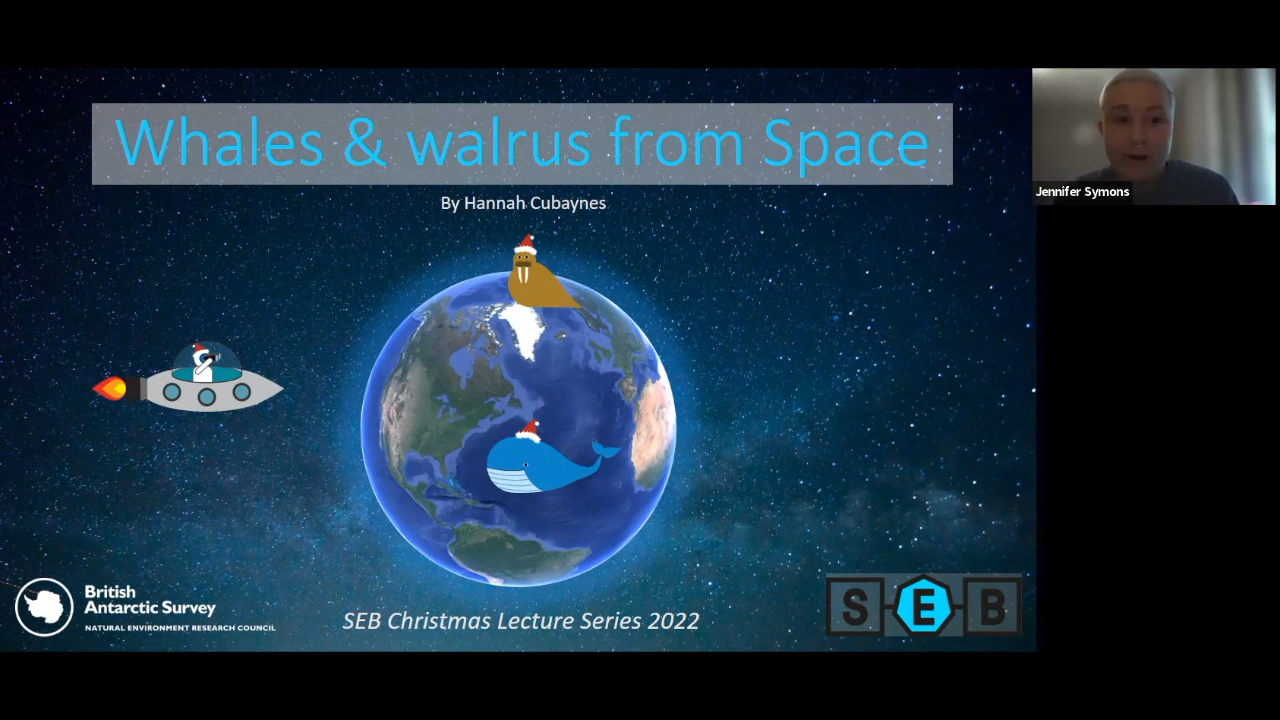 Whales & walrus from Space
By Hannah Cubaynes
Jennifer Symons
British
Antarctic Survey
NATURAL ENVIRONMENT RESEARCH COUNCIL
SEB Christmas Lecture Series 2022
S E B